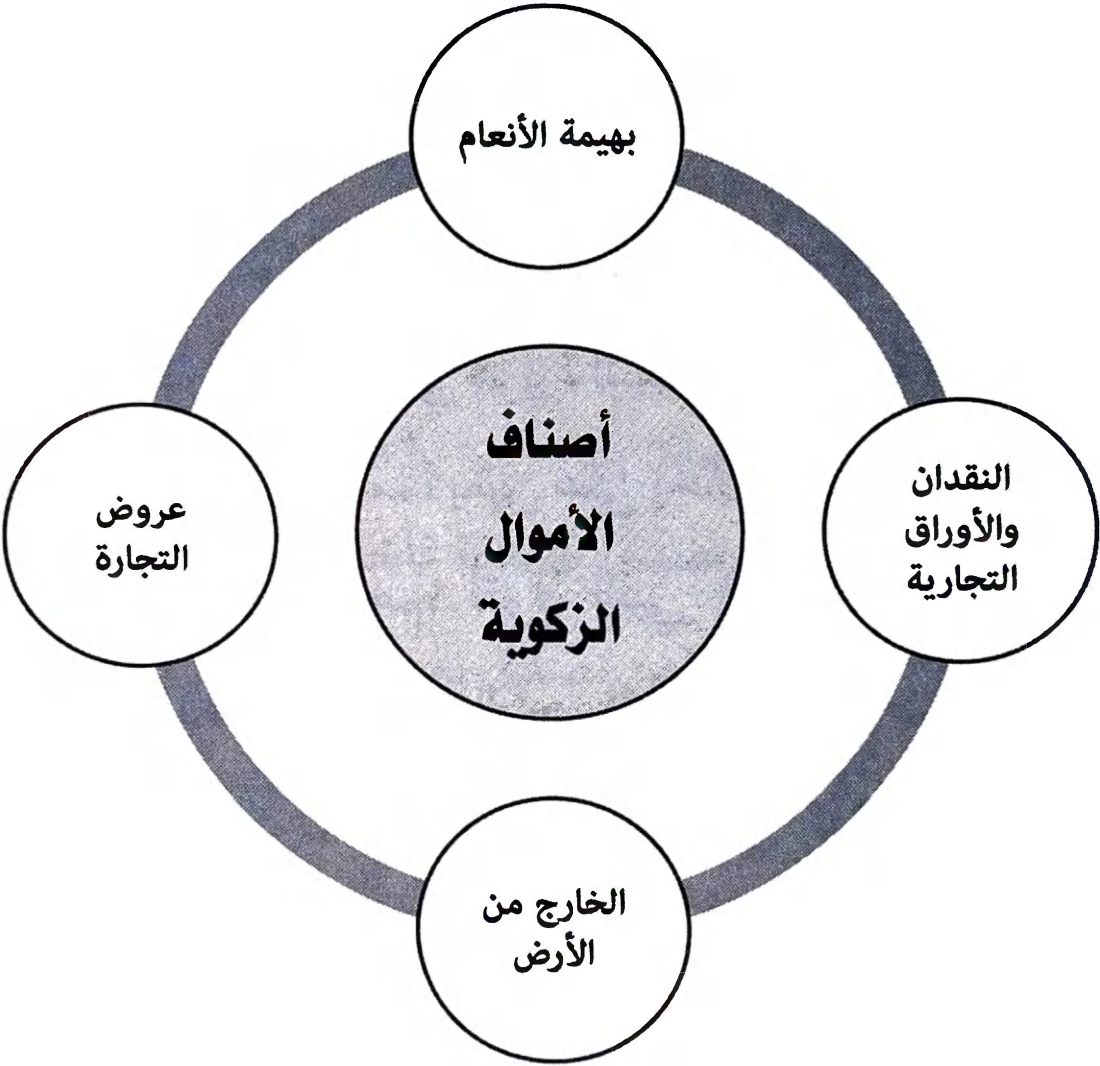 بهيمة الأنعام
أصناف
الأموال
الزكوية
النقدان
والأوراق
التجارية
الخارج من
الأرض
عروض
التجارة